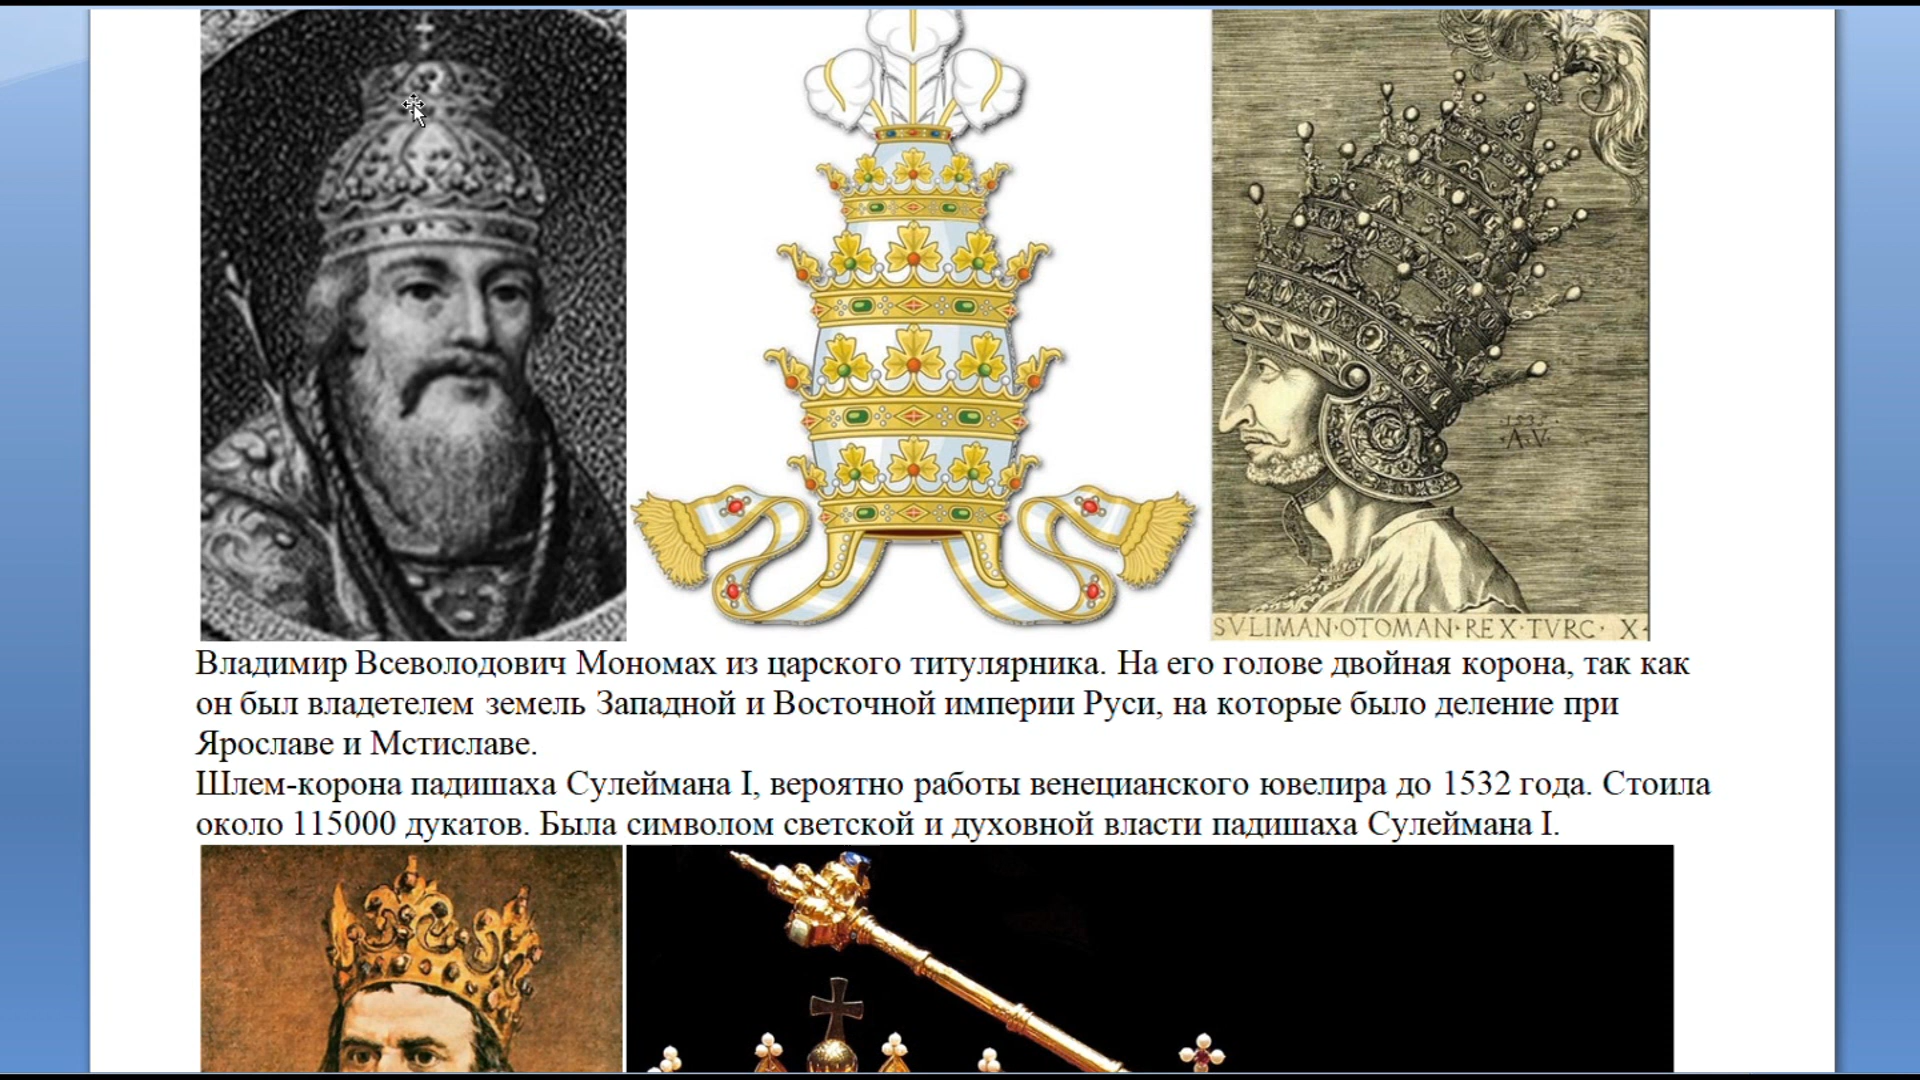 ·A·V·
SVLIMAN·OTOMAN·REX·TVRC· X·
Владимир Всеволодович Мономах из царского титулярника. На его голове двойная корона, так как
он был владетелем земель Западной и Восточной империи Руси, на которые было деление при
Ярославе и Мстиславе.
Шлем-корона падишаха Сулеймана I, вероятно работы венецианского ювелира до 1532 года. Стоила
около 115000 дукатов. Была символом светской и духовной власти падишаха Сулеймана I.